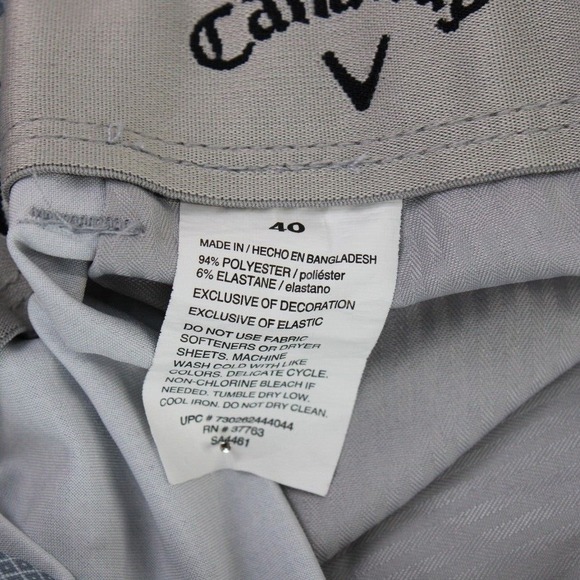 Callaway
40
MADE IN / HECHO EN BANGLADESH
94% POLYESTER / poliéster
6% ELASTANE / elastano
EXCLUSIVE OF DECORATION
EXCLUSIVE OF ELASTIC
DO NOT USE FABRIC
SOFTENERS OR DRYER
SHEETS. MACHINE
WASH COLD WITH LIKE
COLORS. DELICATE CYCLE.
NON-CHLORINE BLEACH IF
NEEDED. TUMBLE DRY LOW.
COOL IRON. DO NOT DRY CLEAN.
UPC # 730262444044
RN # 37763
SA4461